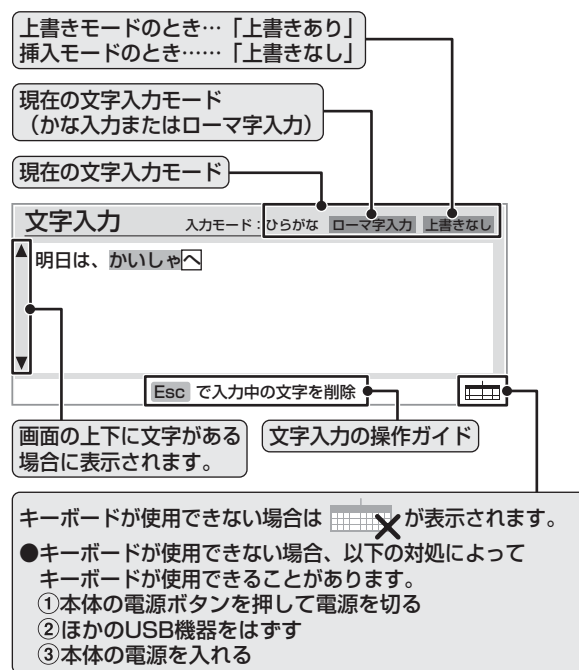 上書きモードのとき…「上書きあり」
挿入モードのとき……「上書きなし」
現在の文字入力モード
（かな入力またはローマ字入力）
現在の文字入力モード
文字入力 入力モード：ひらがな ローマ字入力 上書きなし
▲
明日は、かいしゃへ
▼
Esc で入力中の文字を削除
画面の上下に文字がある
場合に表示されます。
文字入力の操作ガイド
キーボードが使用できない場合は が表示されます。
●キーボードが使用できない場合、以下の対処によって
キーボードが使用できることがあります。
①本体の電源ボタンを押して電源を切る
②ほかのUSB機器をはずす
③本体の電源を入れる